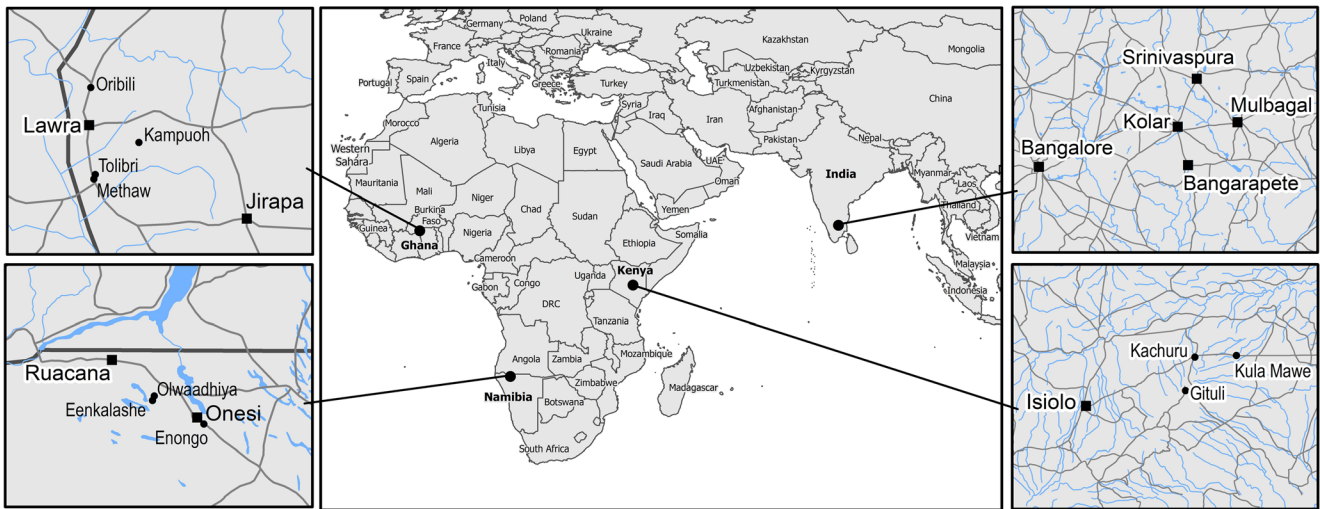 Oribili
Lawra
Kampuoh
Tolibri
Methaw
Jirapa
Ruacana
Olwaadhiya
Eenkalashe
Onesi
Enongo
Poland
Germany
Ukraine
France
Romania
Kazakhstan
Mongolia
Italy
Uzbekistan
Kyrgyzstan
Portugal
Spain
Greece
Turkey
Turkmenistan
China
Tunisia
Syria
Afghanistan
Morocco
Iraq
Iran
Pakistan
Nepal
Western
Sahara
Algeria
Libya
Egypt
Saudi Arabia
UAE
Oman
India
Myanmar
Laos
Mauritania
Mali
Niger
Chad
Sudan
Yemen
Thailand
Burkina
Faso
Guinea
Ghana
Nigeria
Ethiopia
Somalia
Vietnam
Cameroon
Uganda
Kenya
Malaysia
Gabon
Congo
DRC
Indonesia
Tanzania
Angola
Zambia
Mozambique
Zimbabwe
Madagascar
Namibia
Botswana
South Africa
Srinivaspura
Mulbagal
Kolar
Bangalore
Bangarapete
Kachuru
Kula Mawe
Isiolo
Gituli